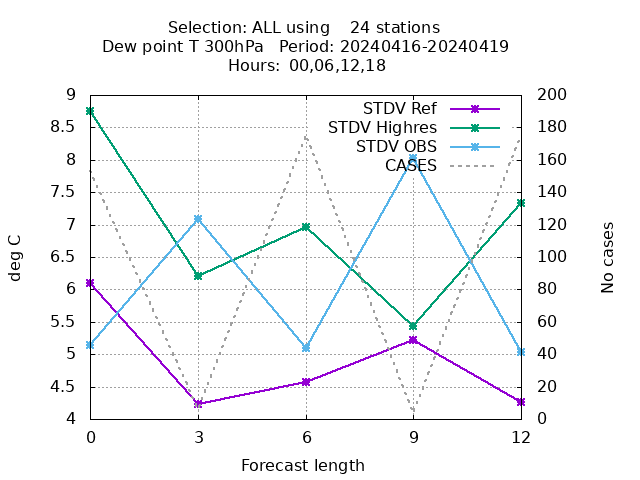 Selection: ALL using    24 stations
Dew point T 300hPa   Period: 20240416-20240419
Hours: 00,06,12,18
STDV Ref
STDV Highres
STDV OBS
CASES
9
8.5
8
7.5
7
6.5
6
5.5
5
4.5
4
200
180
160
140
120
100
80
60
40
20
0
deg C
No cases
0
3
6
9
12
Forecast length